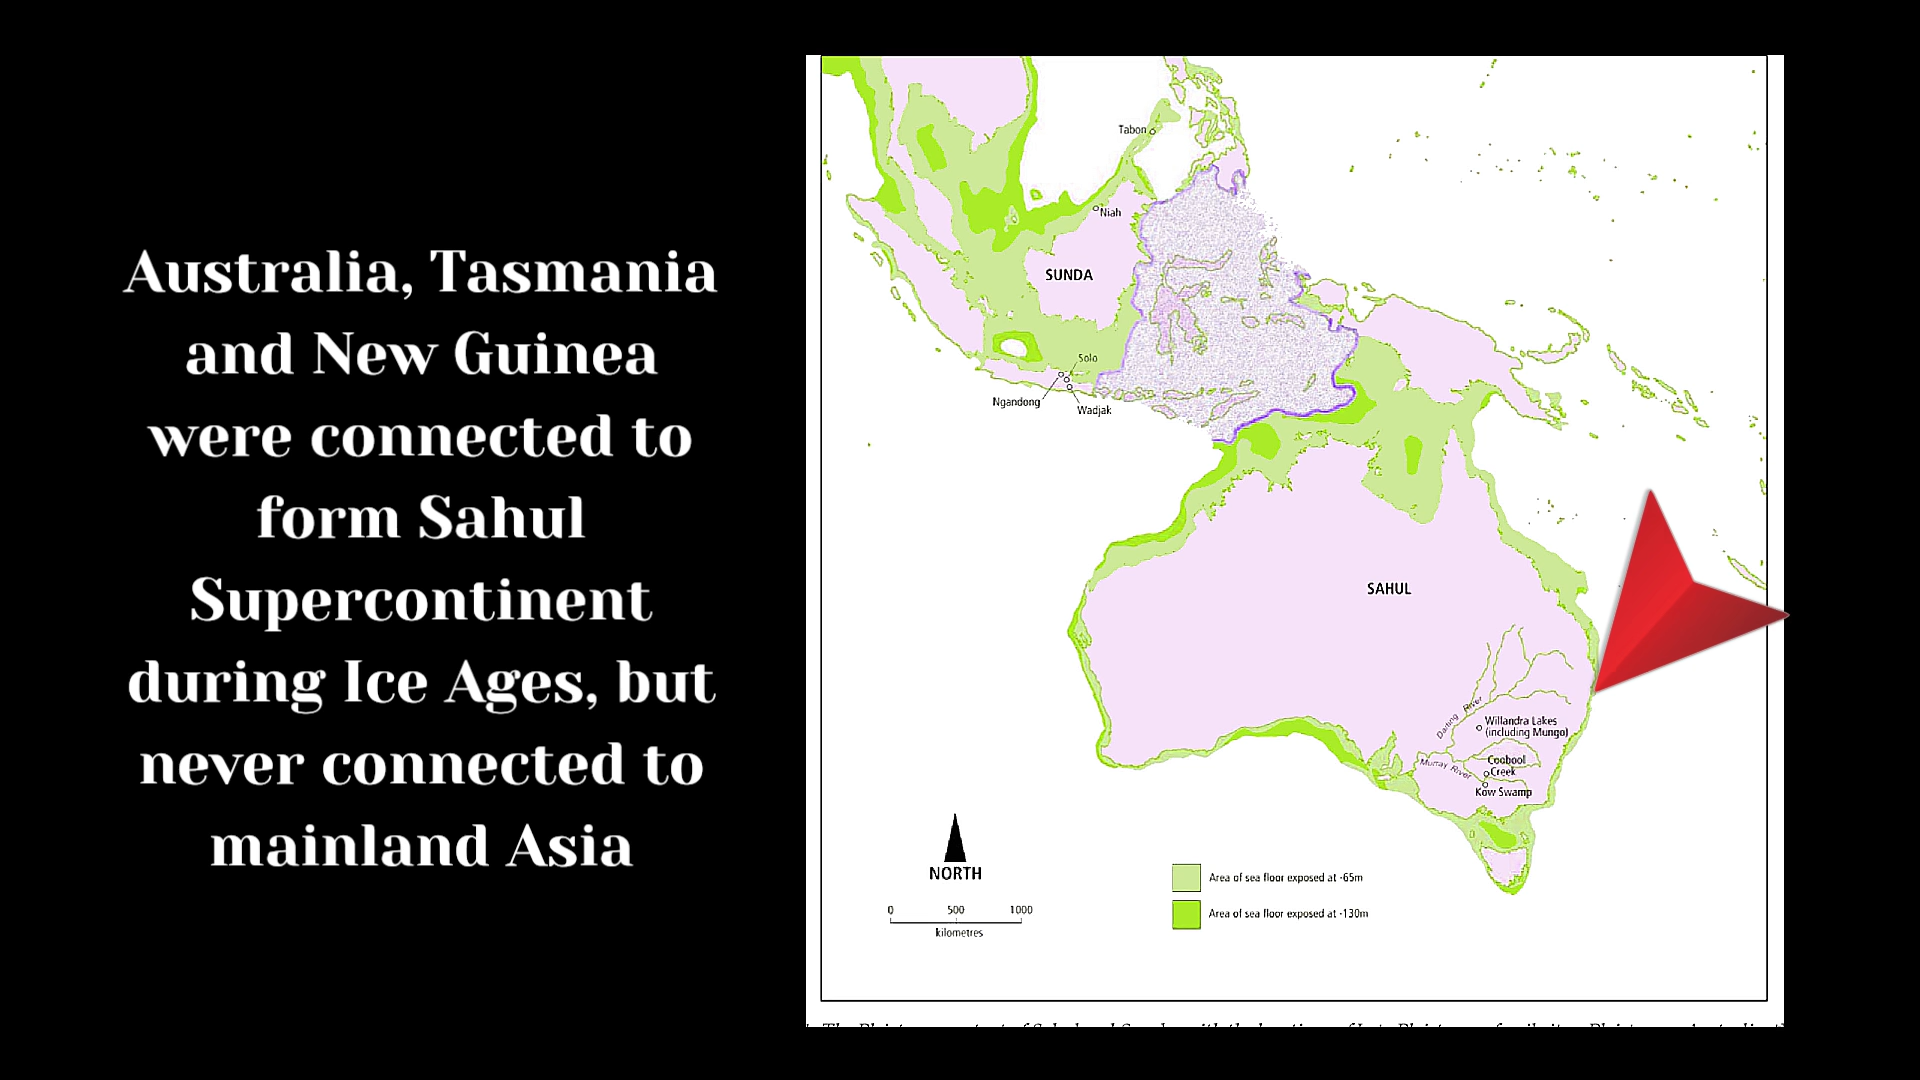 Australia, Tasmania
and New Guinea
were connected to
form Sahul
Supercontinent
during Ice Ages, but
never connected to
mainland Asia
Tabon
Niah
SUNDA
Solo
Ngandong
Wadjak
SAHUL
Darling River
Willandra Lakes
(including Mungo)
Murray River
Coobool
Creek
Kow Swamp
NORTH
0 500 1000
kilometres
Area of sea floor exposed at -65m
Area of sea floor exposed at -130m